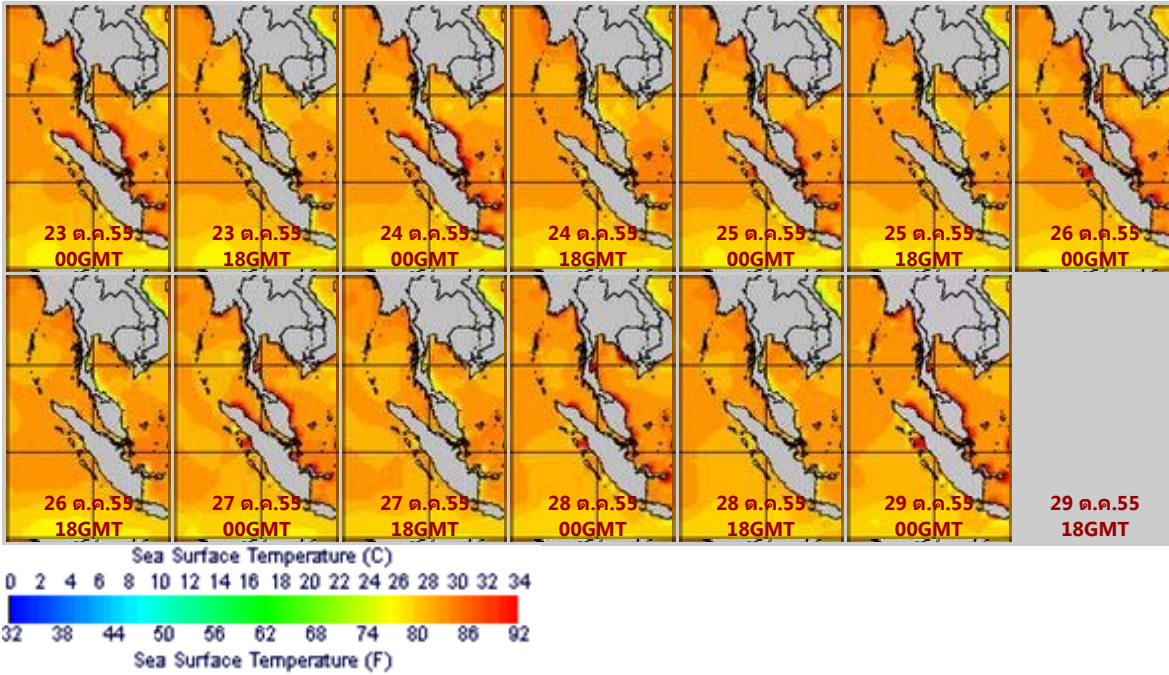 23 ต.ค.55
00GMT
23 ต.ค.55
18GMT
24 ต.ค.55
00GMT
24 ต.ค.55
18GMT
25 ต.ค.55
00GMT
25 ต.ค.55
18GMT
26 ต.ค.55
00GMT
26 ต.ค.55
18GMT
27 ต.ค.55
00GMT
27 ต.ค.55
18GMT
28 ต.ค.55
00GMT
28 ต.ค.55
18GMT
29 ต.ค.55
00GMT
29 ต.ค.55
18GMT
Sea Surface Temperature (C)
0 2 4 6 8 10 12 14 16 18 20 22 24 26 28 30 32 34
32 38 44 50 56 62 68 74 80 86 92
Sea Surface Temperature (F)